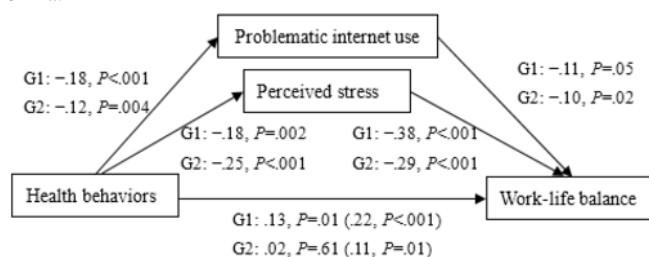 Problematic internet use
G1: −.18, P<.001
G2: −.12, P=.004
G1: −.11, P=.05
G2: −.10, P=.02
Perceived stress
G1: −.18, P=.002
G2: −.25, P<.001
G1: −.38, P<.001
G2: −.29, P<.001
Health behaviors
Work-life balance
G1: .13, P=.01 (.22, P<.001)
G2: .02, P=.61 (.11, P=.01)